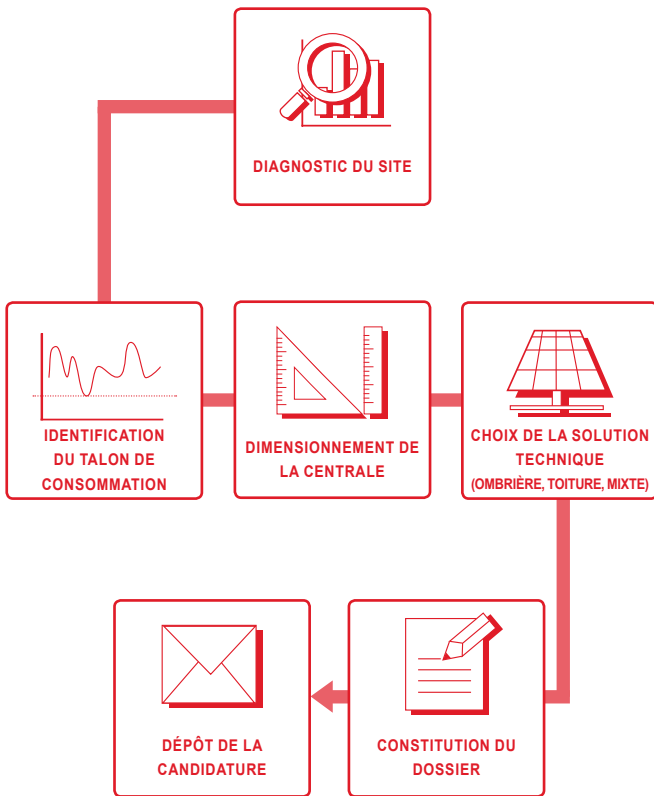 DIAGNOSTIC DU SITE
IDENTIFICATION
DU TALON DE
CONSOMMATION
DIMENSIONNEMENT DE
LA CENTRALE
CHOIX DE LA SOLUTION
TECHNIQUE
(OMBRIÈRE, TOITURE, MIXTE)
CONSTITUTION DU
DOSSIER
DÉPÔT DE LA
CANDIDATURE